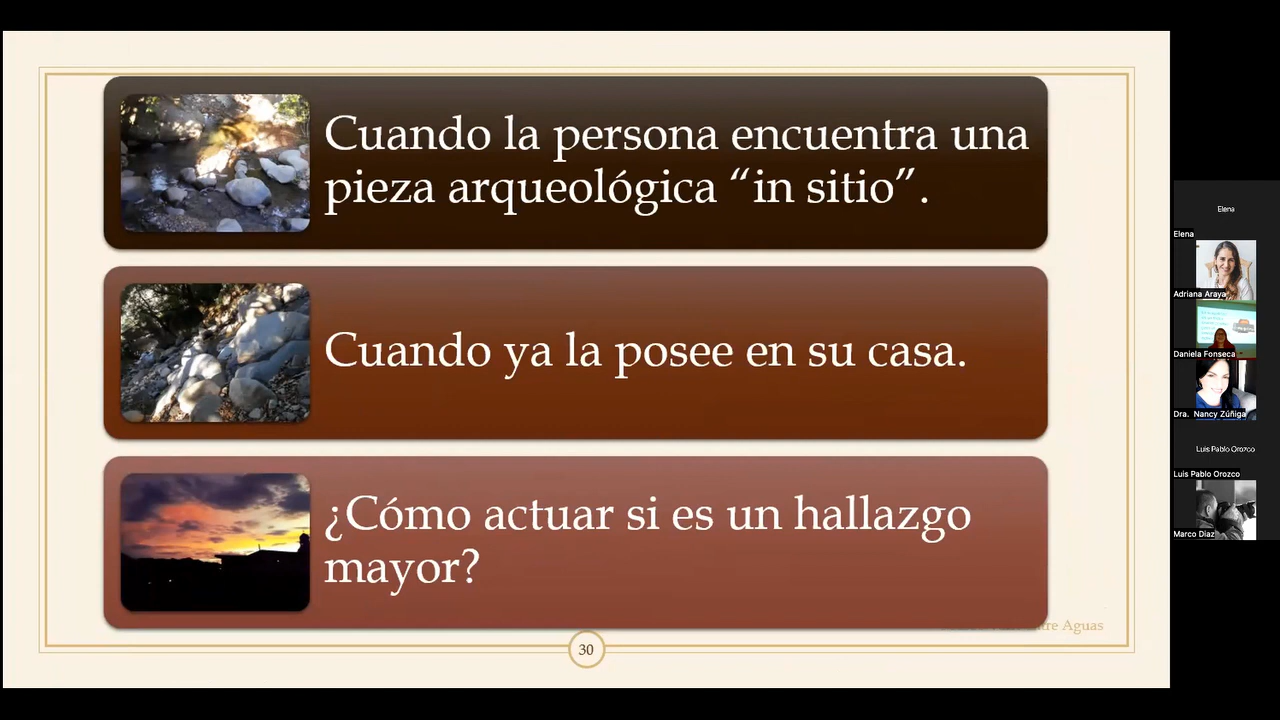 Cuando la persona encuentra una
pieza arqueológica “in sitio”.
Cuando ya la posee en su casa.
¿Cómo actuar si es un hallazgo
mayor?
Aguas
30
Elena
Elena
Adriana Araya
Daniela Fonseca
Dra. Nancy Zúñiga
Luis Pablo Orozco
Luis Pablo Orozco
Marco Diaz